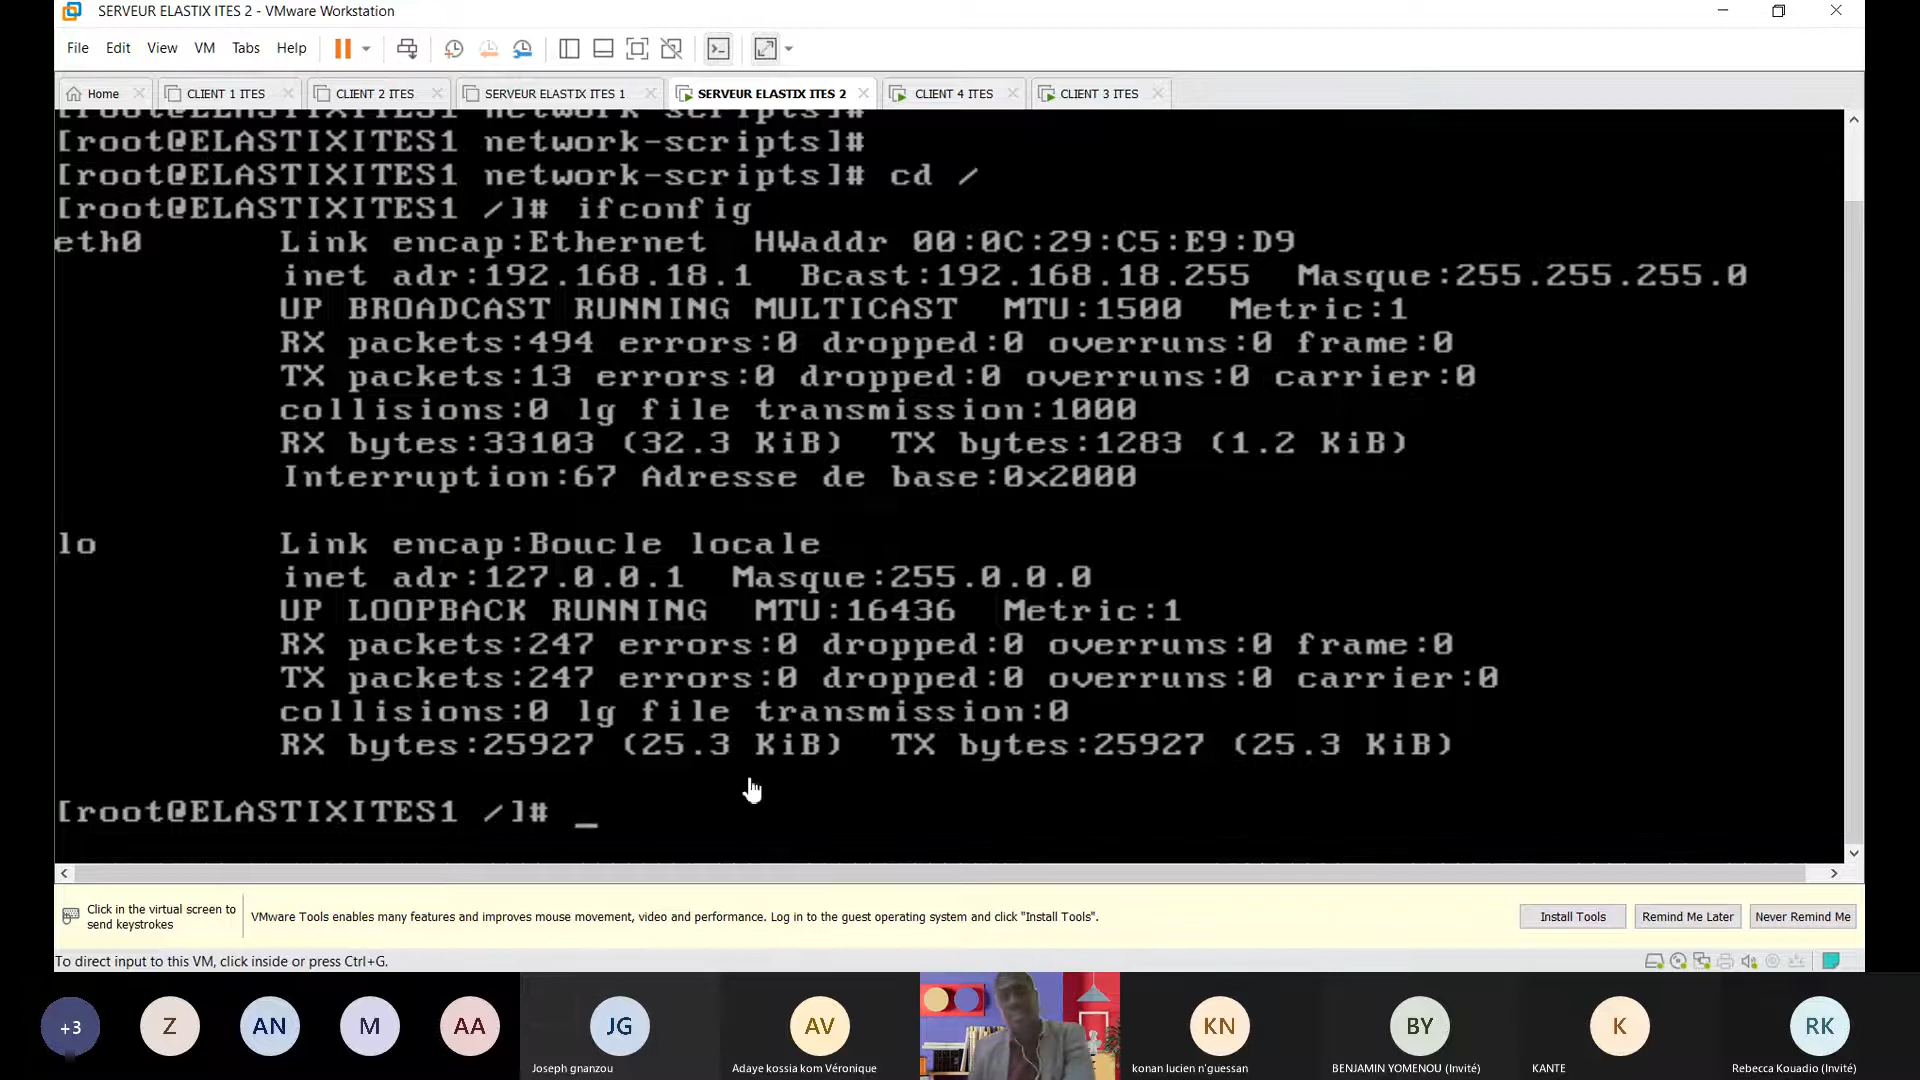 SERVEUR ELASTIX ITES 2 - VMware Workstation
File Edit View VM Tabs Help
Home CLIENT 1 ITES CLIENT 2 ITES SERVEUR ELASTIX ITES 1 SERVEUR ELASTIX ITES 2 CLIENT 4 ITES CLIENT 3 ITES
[root@ELASTIXITES1 network-scripts]#
[root@ELASTIXITES1 network-scripts]#
[root@ELASTIXITES1 network-scripts]# cd /
[root@ELASTIXITES1 /]# ifconfig
eth0 Link encap:Ethernet HWaddr 00:0C:29:C5:E9:D9
inet adr:192.168.18.1 Bcast:192.168.18.255 Masque:255.255.255.0
UP BROADCAST RUNNING MULTICAST MTU:1500 Metric:1
RX packets:494 errors:0 dropped:0 overruns:0 frame:0
TX packets:13 errors:0 dropped:0 overruns:0 carrier:0
collisions:0 lg file transmission:1000
RX bytes:33103 (32.3 KiB) TX bytes:1283 (1.2 KiB)
Interruption:67 Adresse de base:0x2000
lo Link encap:Boucle locale
inet adr:127.0.0.1 Masque:255.0.0.0
UP LOOPBACK RUNNING MTU:16436 Metric:1
RX packets:247 errors:0 dropped:0 overruns:0 frame:0
TX packets:247 errors:0 dropped:0 overruns:0 carrier:0
collisions:0 lg file transmission:0
RX bytes:25927 (25.3 KiB) TX bytes:25927 (25.3 KiB)
[root@ELASTIXITES1 /]# _
Click in the virtual screen to
send keystrokes
VMware Tools enables many features and improves mouse movement, video and performance. Log in to the guest operating system and click "Install Tools".
Install Tools Remind Me Later Never Remind Me
To direct input to this VM, click inside or press Ctrl+G.
+3 Z AN M AA JG AV KN BY K RK
Joseph gnanzou Adaye kossia kom Véronique konan lucien n'guessan BENJAMIN YOMENOU (Invité) KANTE Rebecca Kouadio (Invité)